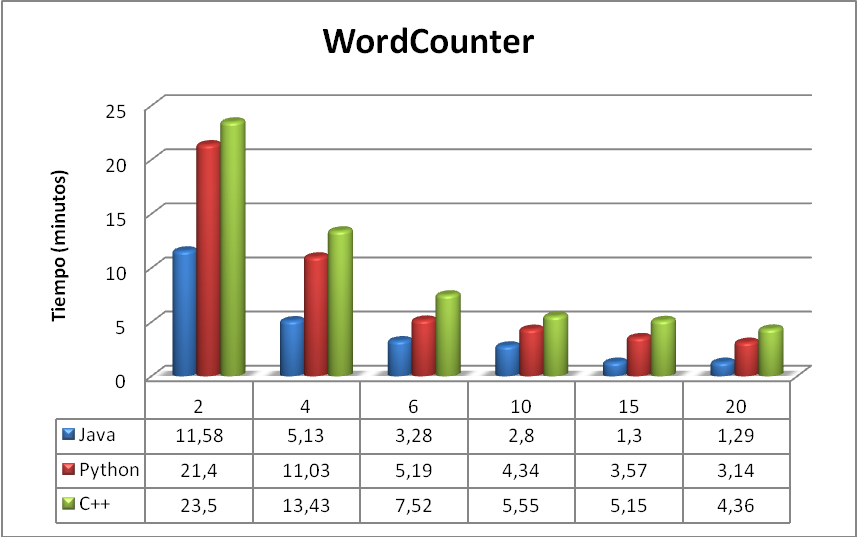 WordCounter
Tiempo (minutos)
25
20
15
10
5
0
2 4 6 10 15 20
Java 11,58 5,13 3,28 2,8 1,3 1,29
Python 21,4 11,03 5,19 4,34 3,57 3,14
C++ 23,5 13,43 7,52 5,55 5,15 4,36